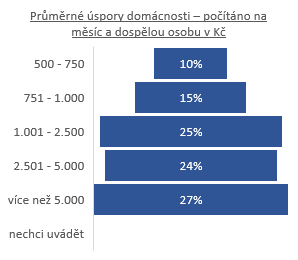 Průměrné úspory domácnosti – počítáno na
měsíc a dospělou osobu v Kč
500 - 750
10%
751 - 1.000
15%
1.001 - 2.500
25%
2.501 - 5.000
24%
více než 5.000
27%
nechci uvádět